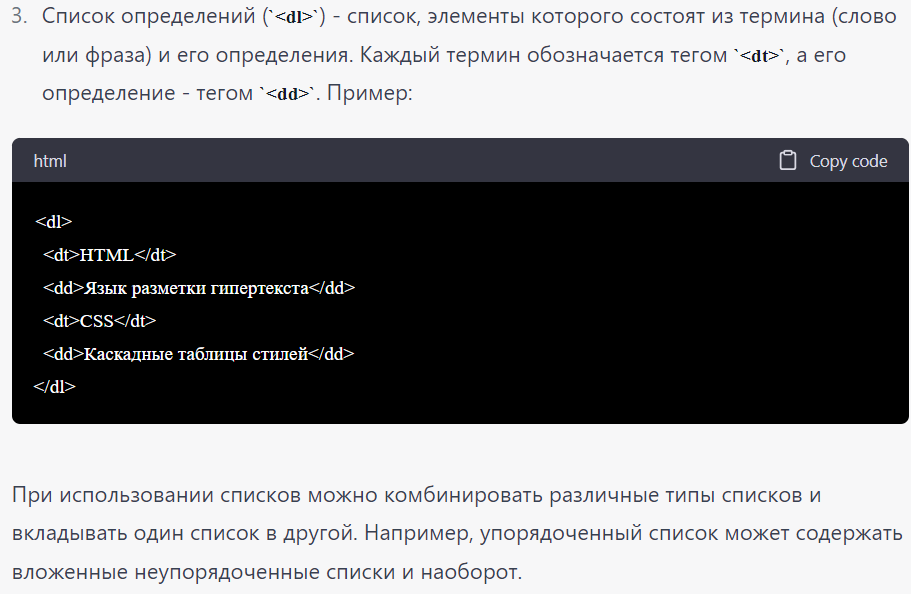 3. Список определений (`<dl>`) - список, элементы которого состоят из термина (слово
или фраза) и его определения. Каждый термин обозначается тегом `<dt>`, а его
определение - тегом `<dd>`. Пример:
html Copy code
<dl>
  <dt>HTML</dt>
  <dd>Язык разметки гипертекста</dd>
  <dt>CSS</dt>
  <dd>Каскадные таблицы стилей</dd>
</dl>
При использовании списков можно комбинировать различные типы списков и
вкладывать один список в другой. Например, упорядоченный список может содержать
вложенные неупорядоченные списки и наоборот.